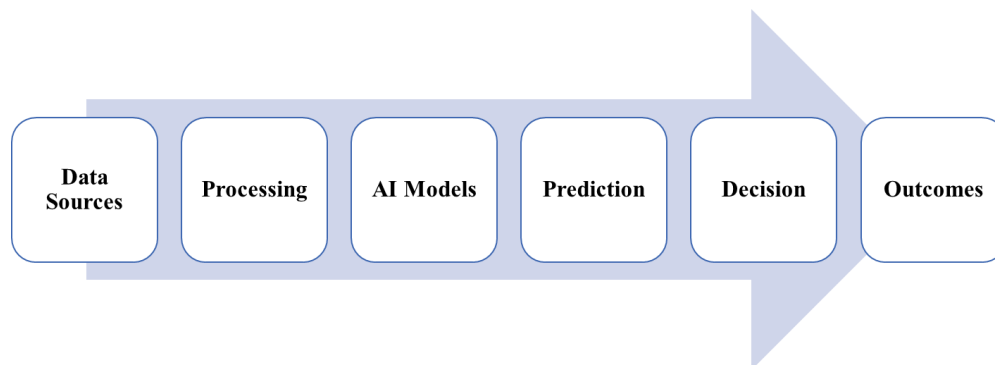 Data
Sources
Processing
AI Models
Prediction
Decision
Outcomes